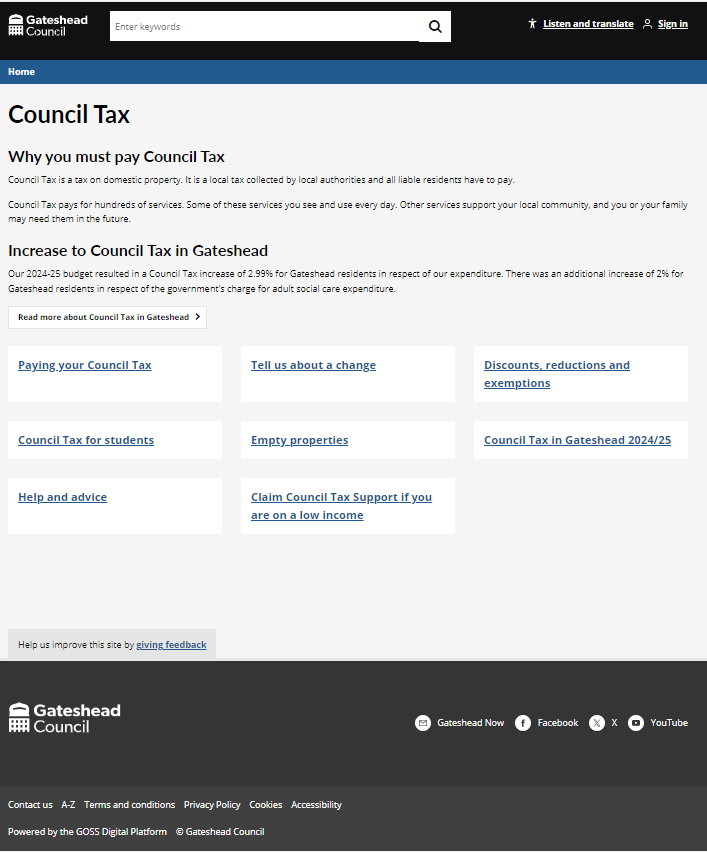 Gateshead
Council
Enter keywords
Listen and translate
Sign in
Home
Council Tax
Why you must pay Council Tax
Council Tax is a tax on domestic property. It is a local tax collected by local authorities and all liable residents have to pay.
Council Tax pays for hundreds of services. Some of these services you see and use every day. Other services support your local community, and you or your family
may need them in the future.
Increase to Council Tax in Gateshead
Our 2024-25 budget resulted in a Council Tax increase of 2.99% for Gateshead residents in respect of our expenditure. There was an additional increase of 2% for
Gateshead residents in respect of the government's charge for adult social care expenditure.
Read more about Council Tax in Gateshead
Paying your Council Tax
Tell us about a change
Discounts, reductions and
exemptions
Council Tax for students
Empty properties
Council Tax in Gateshead 2024/25
Help and advice
Claim Council Tax Support if you
are on a low income
Help us improve this site by giving feedback
Gateshead
Council
Gateshead Now
Facebook
X
YouTube
Contact us A-Z Terms and conditions Privacy Policy Cookies Accessibility
Powered by the GOSS Digital Platform © Gateshead Council